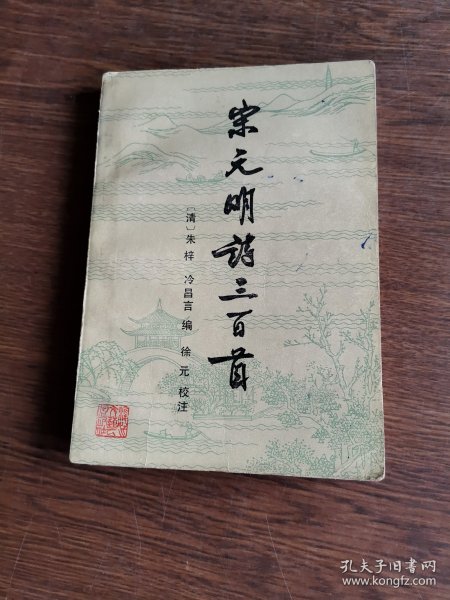 宋元明诗三百首
〔清〕朱梓 冷昌言 编 徐元 校注
孔夫子旧书网
www.kongfz.com